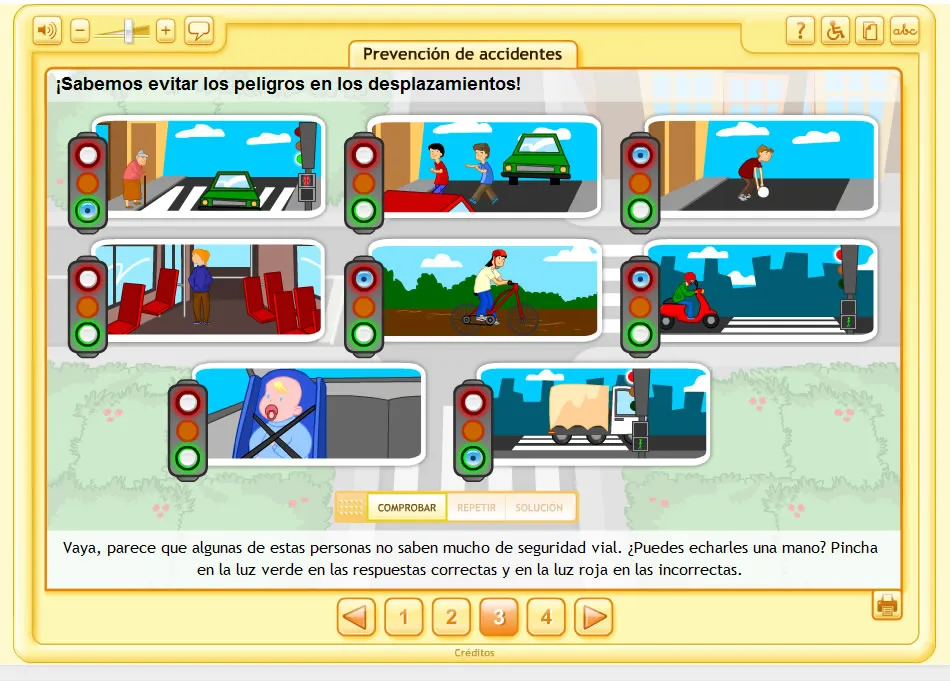 − + ? abc
Prevención de accidentes
¡Sabemos evitar los peligros en los desplazamientos!
COMPROBAR REPETIR SOLUCIÓN
Vaya, parece que algunas de estas personas no saben mucho de seguridad vial. ¿Puedes echarles una mano? Pincha
en la luz verde en las respuestas correctas y en la luz roja en las incorrectas.
1 2 3 4
Créditos